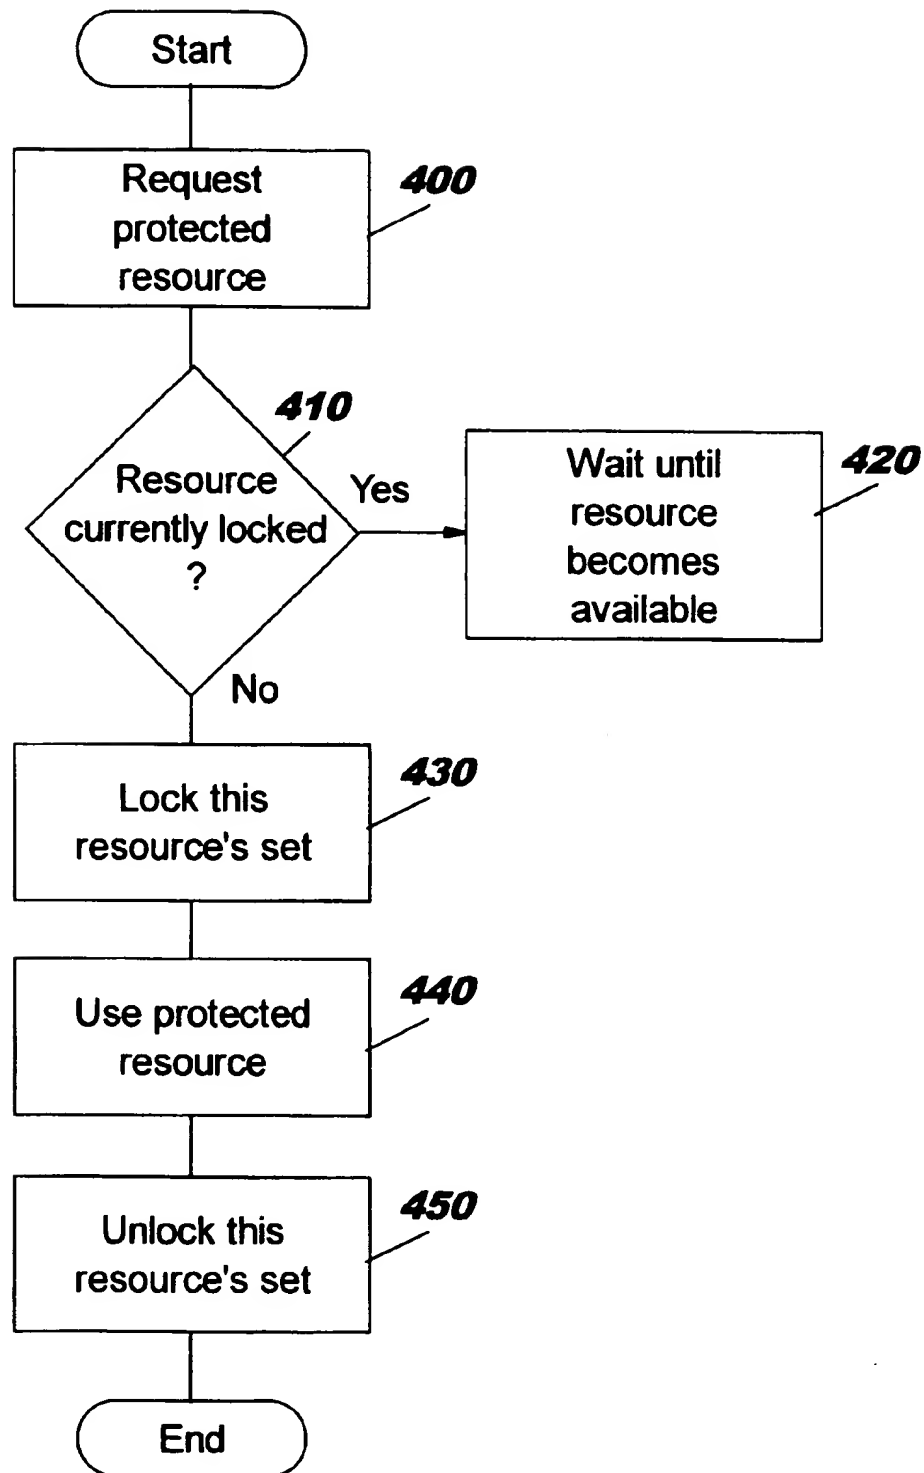 Start
Request
protected
resource
400
410
Resource
currently locked
?
Yes
Wait until
resource
becomes
available
420
No
Lock this
resource's set
430
Use protected
resource
440
Unlock this
resource's set
450
End